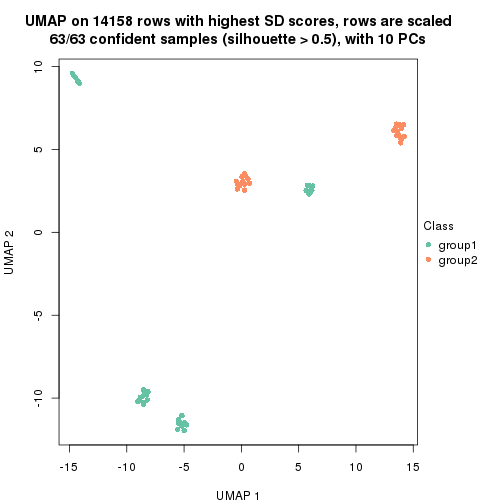 UMAP on 14158 rows with highest SD scores, rows are scaled
63/63 confident samples (silhouette > 0.5), with 10 PCs
10
5
0
-5
-10
UMAP 2
Class
group1
group2
-15 -10 -5 0 5 10 15
UMAP 1